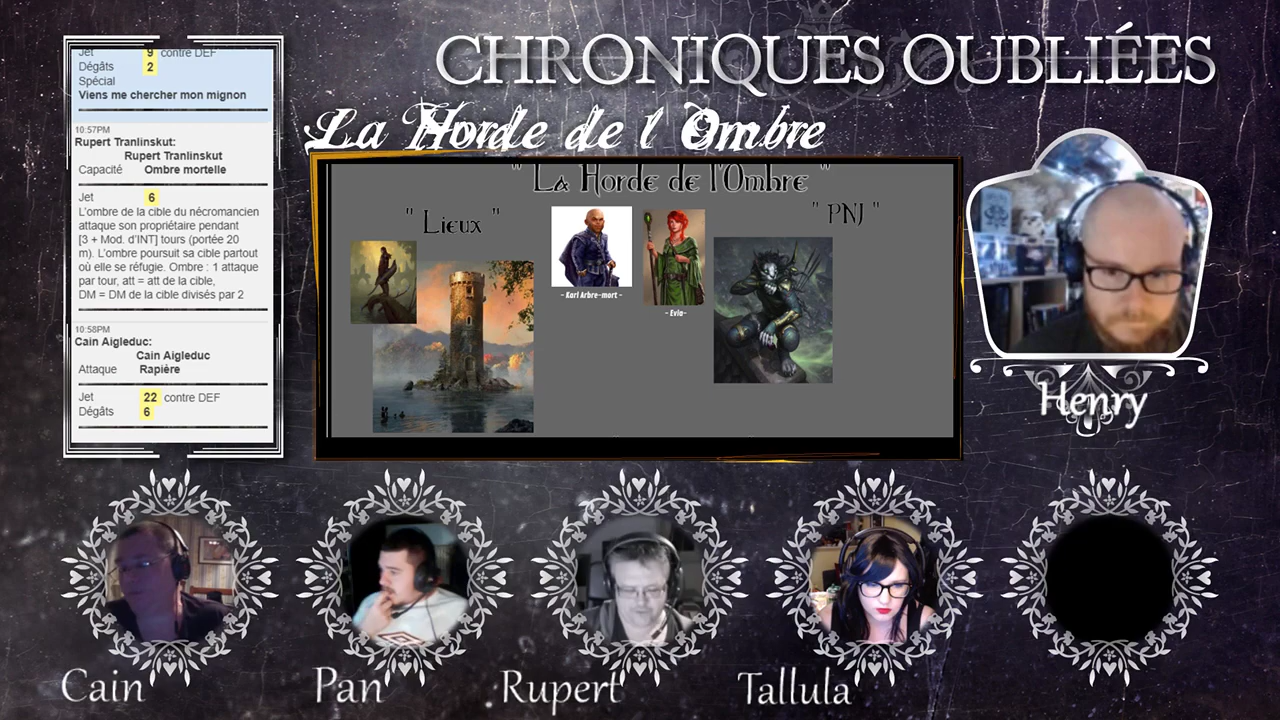 CHRONIQUES OUBLIÉES
La Horde de l'Ombre
Jet 9 contre DEF
Dégâts 2
Spécial
Viens me chercher mon mignon
10:57PM
Rupert Tranlinskut:
Rupert Tranlinskut
Capacité Ombre mortelle
Jet 6
L'ombre de la cible du nécromancien
attaque son propriétaire pendant
[3 + Mod. d'INT] tours (portée 20
m). L'ombre poursuit sa cible partout
où elle se réfugie. Ombre : 1 attaque
par tour, att = att de la cible,
DM = DM de la cible divisés par 2
10:58PM
Cain Aigleduc:
Cain Aigleduc
Attaque Rapière
Jet 22 contre DEF
Dégâts 6
" La Horde de l'Ombre "
" Lieux "
" PNJ "
- Karl Arbre-mort -
- Evla-
Henry
Cain
Pan
Rupert
Tallula